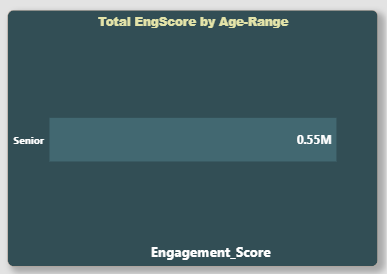 Total EngScore by Age-Range
Senior
0.55M
Engagement_Score